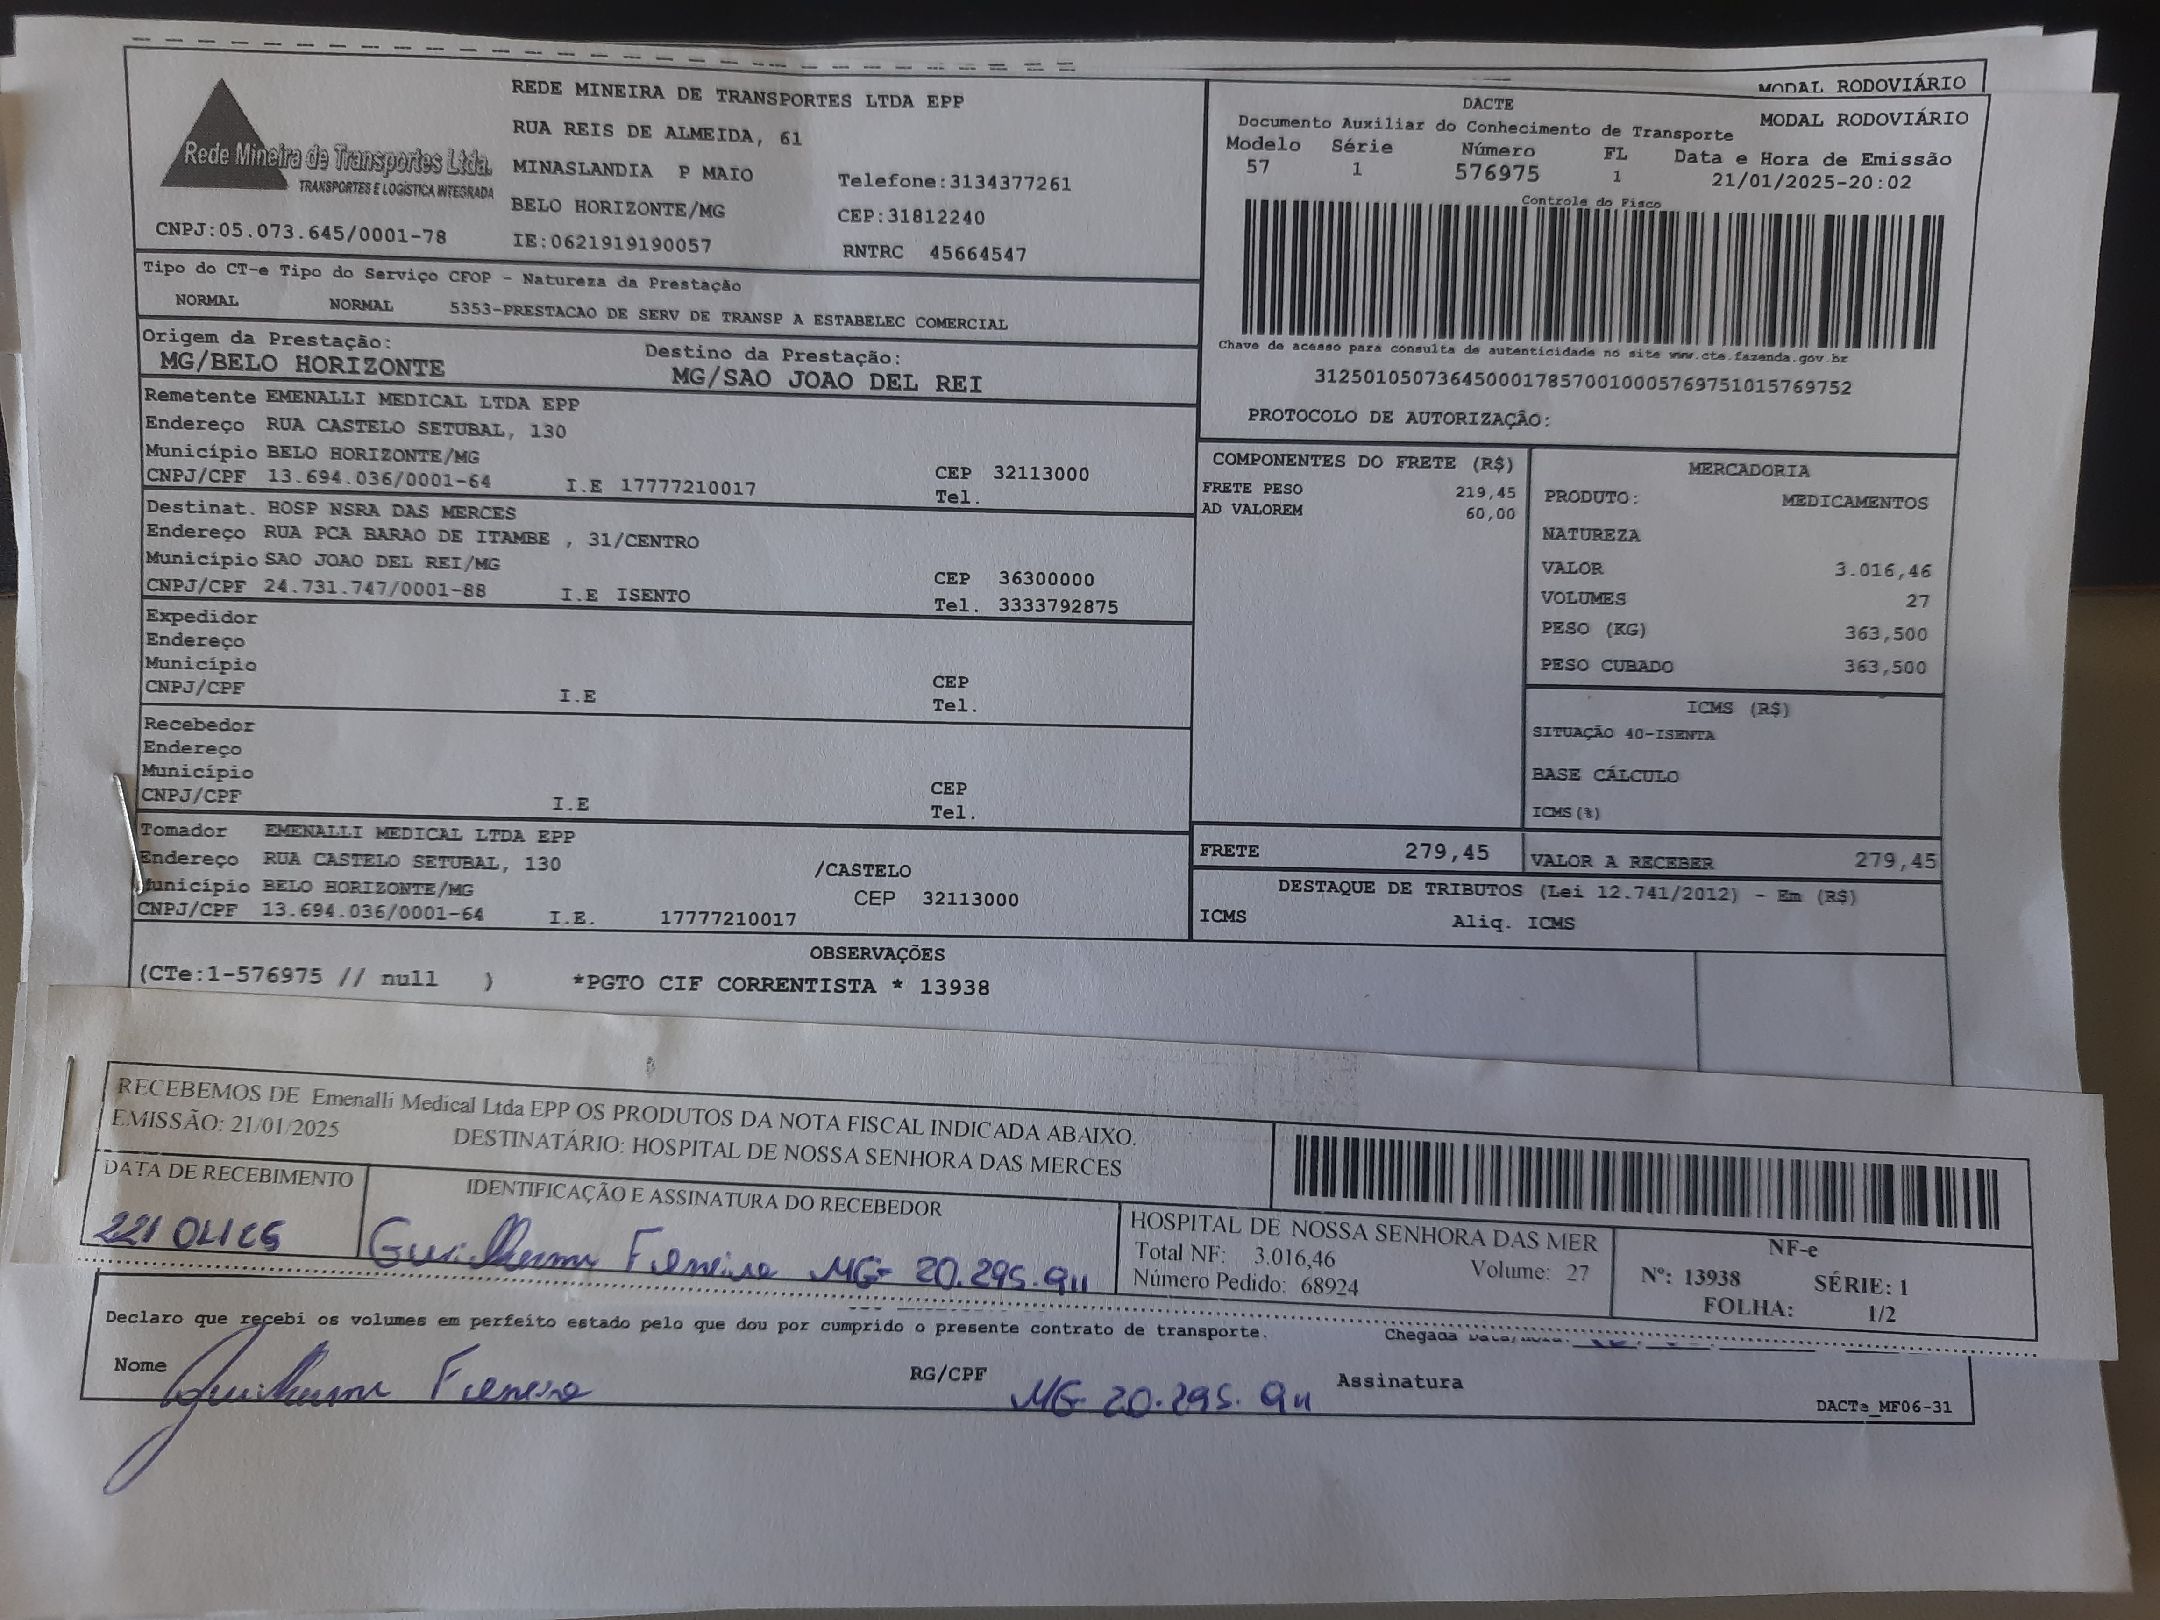 MODAL RODOVIÁRIO
REDE MINEIRA DE TRANSPORTES LTDA EPP
RUA REIS DE ALMEIDA, 61
MINASLANDIA P MAIO
Telefone:3134377261
BELO HORIZONTE/MG
CEP:31812240
IE:0621919190057
RNTRC 45664547
Rede Mineira de Transportes Ltda.
TRANSPORTES E LOGÍSTICA INTEGRADA
CNPJ:05.073.645/0001-78
DACTE
MODAL RODOVIÁRIO
Documento Auxiliar do Conhecimento de Transporte
Modelo Série Número FL Data e Hora de Emissão
57 1 576975 1 21/01/2025-20:02
Controle do Fisco
Chave de acesso para consulta de autenticidade no site www.cte.fazenda.gov.br
31250105073645000178570010005769751015769752
PROTOCOLO DE AUTORIZAÇÃO:
Tipo do CT-e Tipo do Serviço CFOP - Natureza da Prestação
NORMAL NORMAL 5353-PRESTACAO DE SERV DE TRANSP A ESTABELEC COMERCIAL
Origem da Prestação: Destino da Prestação:
MG/BELO HORIZONTE MG/SAO JOAO DEL REI
Remetente EMENALLI MEDICAL LTDA EPP
Endereço RUA CASTELO SETUBAL, 130
Município BELO HORIZONTE/MG CEP 32113000
CNPJ/CPF 13.694.036/0001-64 I.E 17777210017 Tel.
Destinat. HOSP NSRA DAS MERCES
Endereço RUA PCA BARAO DE ITAMBE , 31/CENTRO
Município SAO JOAO DEL REI/MG CEP 36300000
CNPJ/CPF 24.731.747/0001-88 I.E ISENTO Tel. 3333792875
Expedidor
Endereço
Município CEP
CNPJ/CPF I.E Tel.
Recebedor
Endereço
Município CEP
CNPJ/CPF I.E Tel.
Tomador EMENALLI MEDICAL LTDA EPP
Endereço RUA CASTELO SETUBAL, 130 /CASTELO
Município BELO HORIZONTE/MG CEP 32113000
CNPJ/CPF 13.694.036/0001-64 I.E. 17777210017
COMPONENTES DO FRETE (R$)
FRETE PESO 219,45
AD VALOREM 60,00
MERCADORIA
PRODUTO: MEDICAMENTOS
NATUREZA
VALOR 3.016,46
VOLUMES 27
PESO (KG) 363,500
PESO CUBADO 363,500
ICMS (R$)
SITUAÇÃO 40-ISENTA
BASE CÁLCULO
ICMS(%)
FRETE 279,45 VALOR A RECEBER 279,45
DESTAQUE DE TRIBUTOS (Lei 12.741/2012) - Em (R$)
ICMS Aliq. ICMS
OBSERVAÇÕES
(CTe:1-576975 // null ) *PGTO CIF CORRENTISTA * 13938
RECEBEMOS DE Emenalli Medical Ltda EPP OS PRODUTOS DA NOTA FISCAL INDICADA ABAIXO.
EMISSÃO: 21/01/2025 DESTINATÁRIO: HOSPITAL DE NOSSA SENHORA DAS MERCES
DATA DE RECEBIMENTO IDENTIFICAÇÃO E ASSINATURA DO RECEBEDOR
Guilherme Ferreira MG- 20.295.911
HOSPITAL DE NOSSA SENHORA DAS MER
Total NF: 3.016,46 Volume: 27
Número Pedido: 68924
NF-e
Nº: 13938 SÉRIE: 1
FOLHA: 1/2
Declaro que recebi os volumes em perfeito estado pelo que dou por cumprido o presente contrato de transporte. Chegada Data/Hora:
Nome Guilherme Ferreira RG/CPF MG- 20.295.911 Assinatura
DACTe_MF06-31